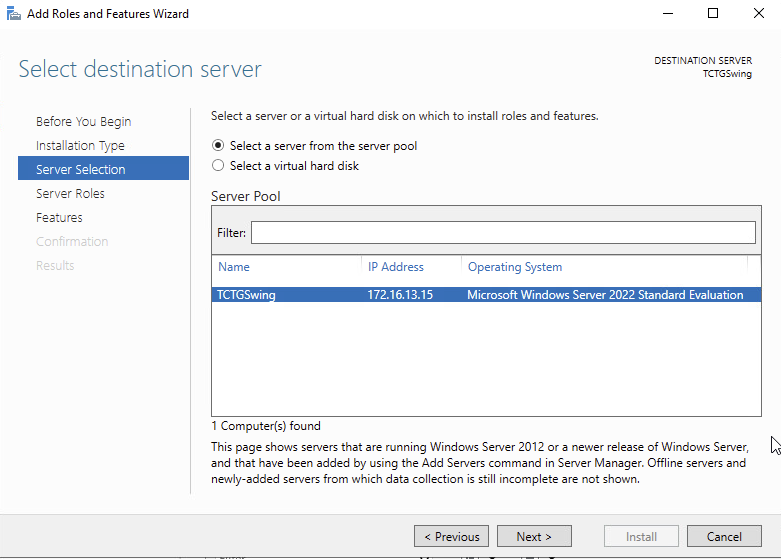 Add Roles and Features Wizard
Select destination server
DESTINATION SERVER
TCTGSwing
Before You Begin
Installation Type
Server Selection
Server Roles
Features
Confirmation
Results
Select a server or a virtual hard disk on which to install roles and features.
Select a server from the server pool
Select a virtual hard disk
Server Pool
Filter:
Name IP Address Operating System
TCTGSwing 172.16.13.15 Microsoft Windows Server 2022 Standard Evaluation
1 Computer(s) found
This page shows servers that are running Windows Server 2012 or a newer release of Windows Server,
and that have been added by using the Add Servers command in Server Manager. Offline servers and
newly-added servers from which data collection is still incomplete are not shown.
< Previous Next > Install Cancel